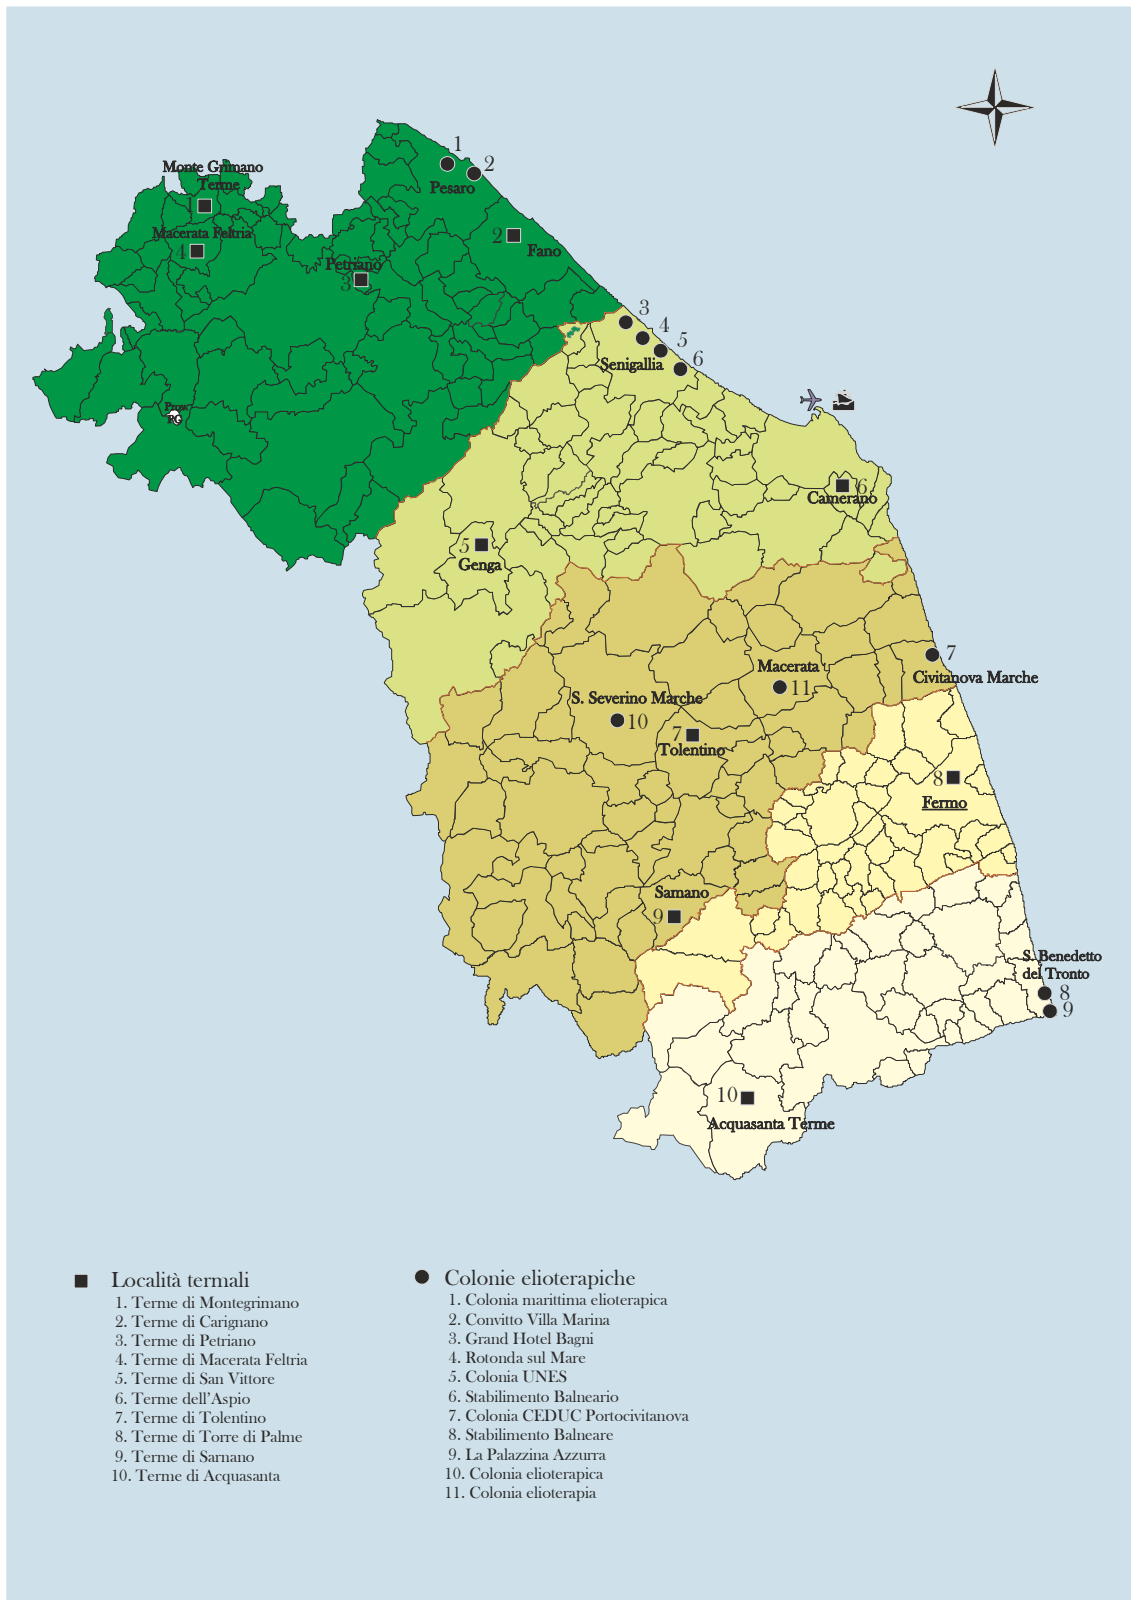 1
2
Pesaro
Monte Grimano
Terme
1
Macerata Feltria
4
2
Fano
Petriano
3
3
4
5
6
Senigallia
Prov.
PG
6
Camerano
5
Genga
7
Civitanova Marche
Macerata
11
S. Severino Marche
10
7
Tolentino
8
Fermo
Sarnano
9
S. Benedetto
del Tronto
8
9
10
Acquasanta Terme
Località termali
1. Terme di Montegrimano
2. Terme di Carignano
3. Terme di Petriano
4. Terme di Macerata Feltria
5. Terme di San Vittore
6. Terme dell'Aspio
7. Terme di Tolentino
8. Terme di Torre di Palme
9. Terme di Sarnano
10. Terme di Acquasanta
Colonie elioterapiche
1. Colonia marittima elioterapica
2. Convitto Villa Marina
3. Grand Hotel Bagni
4. Rotonda sul Mare
5. Colonia UNES
6. Stabilimento Balneario
7. Colonia CEDUC Portocivitanova
8. Stabilimento Balneare
9. La Palazzina Azzurra
10. Colonia elioterapica
11. Colonia elioterapia